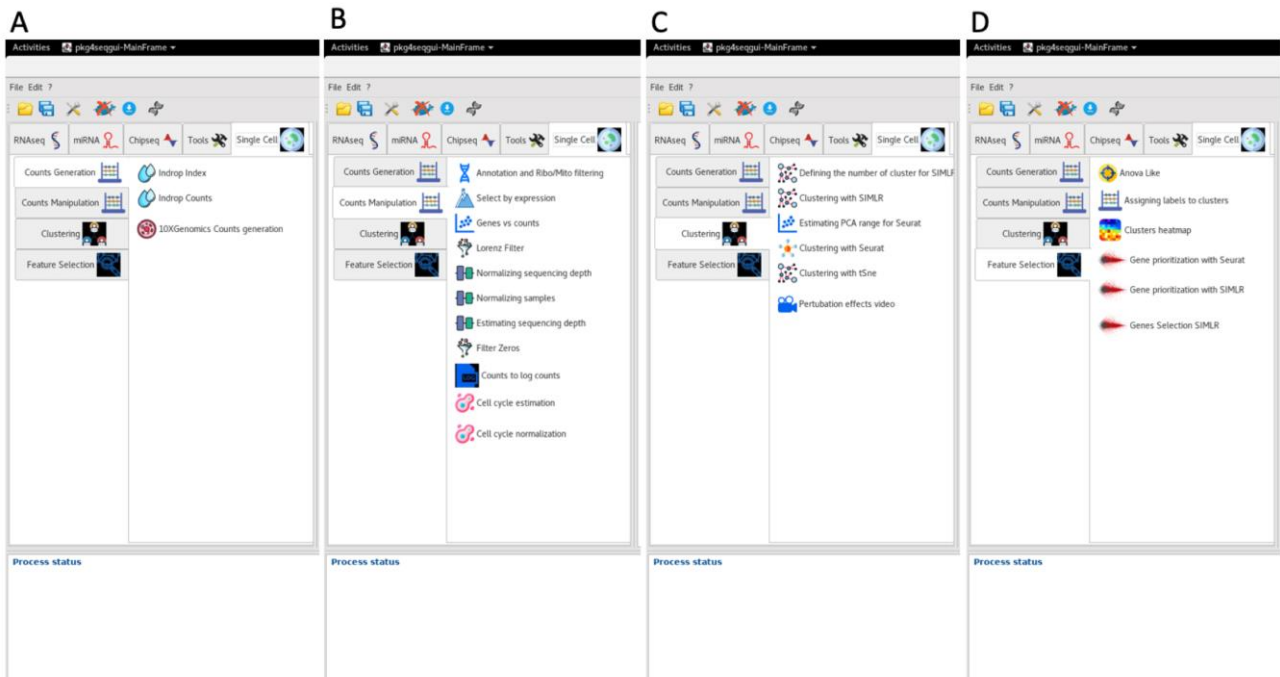 A
Activities pkg4seqgui-MainFrame
File Edit ?
RNAseq miRNA Chipseq Tools Single Cell
Counts Generation
Counts Manipulation
Clustering
Feature Selection
Indrop Index
Indrop Counts
10XGenomics Counts generation
Process status
B
Activities pkg4seqgui-MainFrame
File Edit ?
RNAseq miRNA Chipseq Tools Single Cell
Counts Generation
Counts Manipulation
Clustering
Feature Selection
Annotation and Ribo/Mito filtering
Select by expression
Genes vs counts
Lorenz Filter
Normalizing sequencing depth
Normalizing samples
Estimating sequencing depth
Filter Zeros
Counts to log counts
Cell cycle estimation
Cell cycle normalization
Process status
C
Activities pkg4seqgui-MainFrame
File Edit ?
RNAseq miRNA Chipseq Tools Single Cell
Counts Generation
Counts Manipulation
Clustering
Feature Selection
Defining the number of cluster for SIMLR
Clustering with SIMLR
Estimating PCA range for Seurat
Clustering with Seurat
Clustering with tSne
Pertubation effects video
Process status
D
Activities pkg4seqgui-MainFrame
File Edit ?
RNAseq miRNA Chipseq Tools Single Cell
Counts Generation
Counts Manipulation
Clustering
Feature Selection
Anova Like
Assigning labels to clusters
Clusters heatmap
Gene prioritization with Seurat
Gene prioritization with SIMLR
Genes Selection SIMLR
Process status